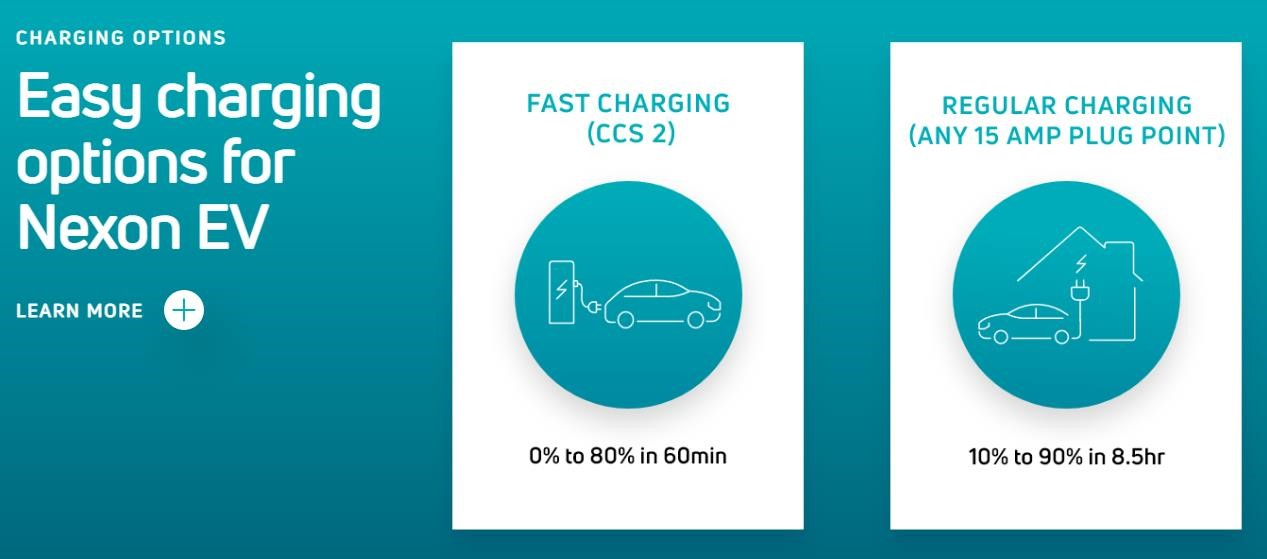 CHARGING OPTIONS
Easy charging
options for
Nexon EV
LEARN MORE
FAST CHARGING
(CCS 2)
0% to 80% in 60min
REGULAR CHARGING
(ANY 15 AMP PLUG POINT)
10% to 90% in 8.5hr